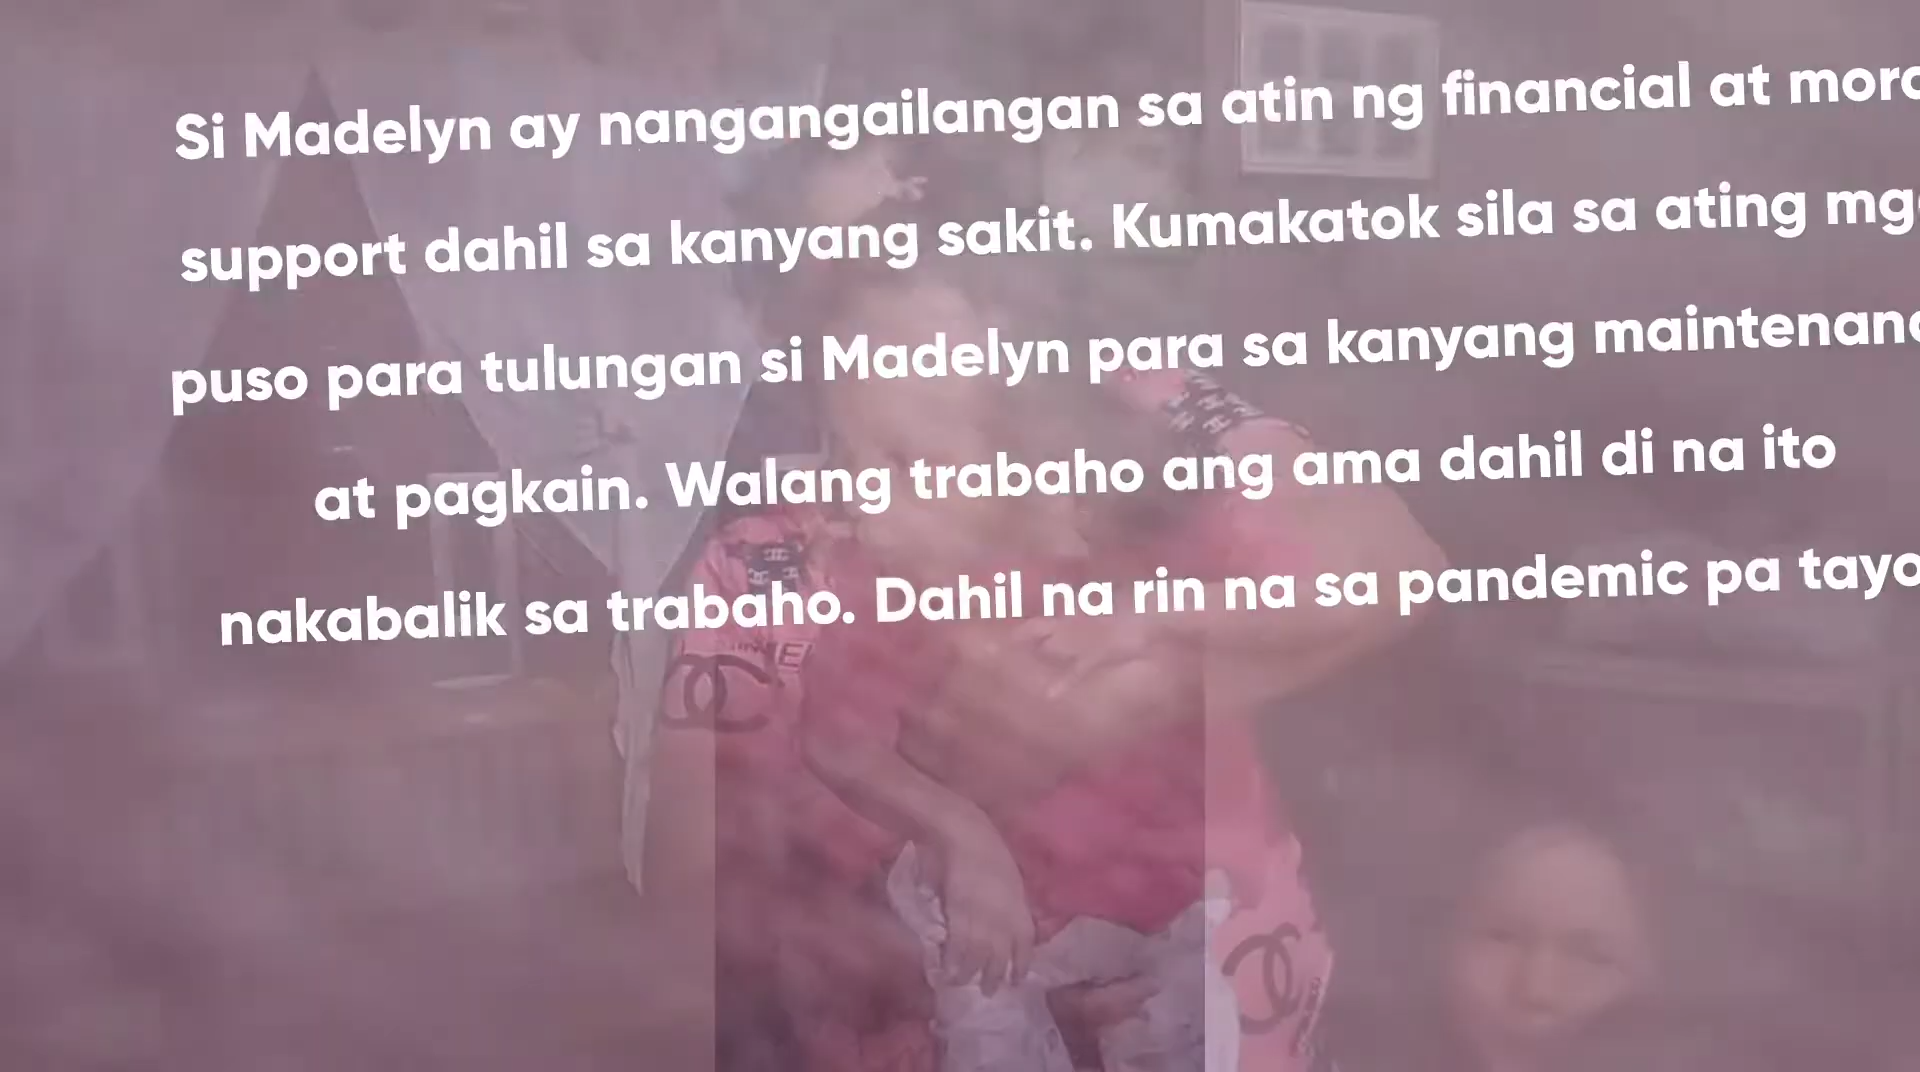 Si Madelyn ay nangangailangan sa atin ng financial at
support dahil sa kanyang sakit. Kumakatok sila sa ating
puso para tulungan si Madelyn para sa kanyang
at pagkain. Walang trabaho ang ama dahil di na ito
nakabalik sa trabaho. Dahil na rin na sa pandemic pa tayo